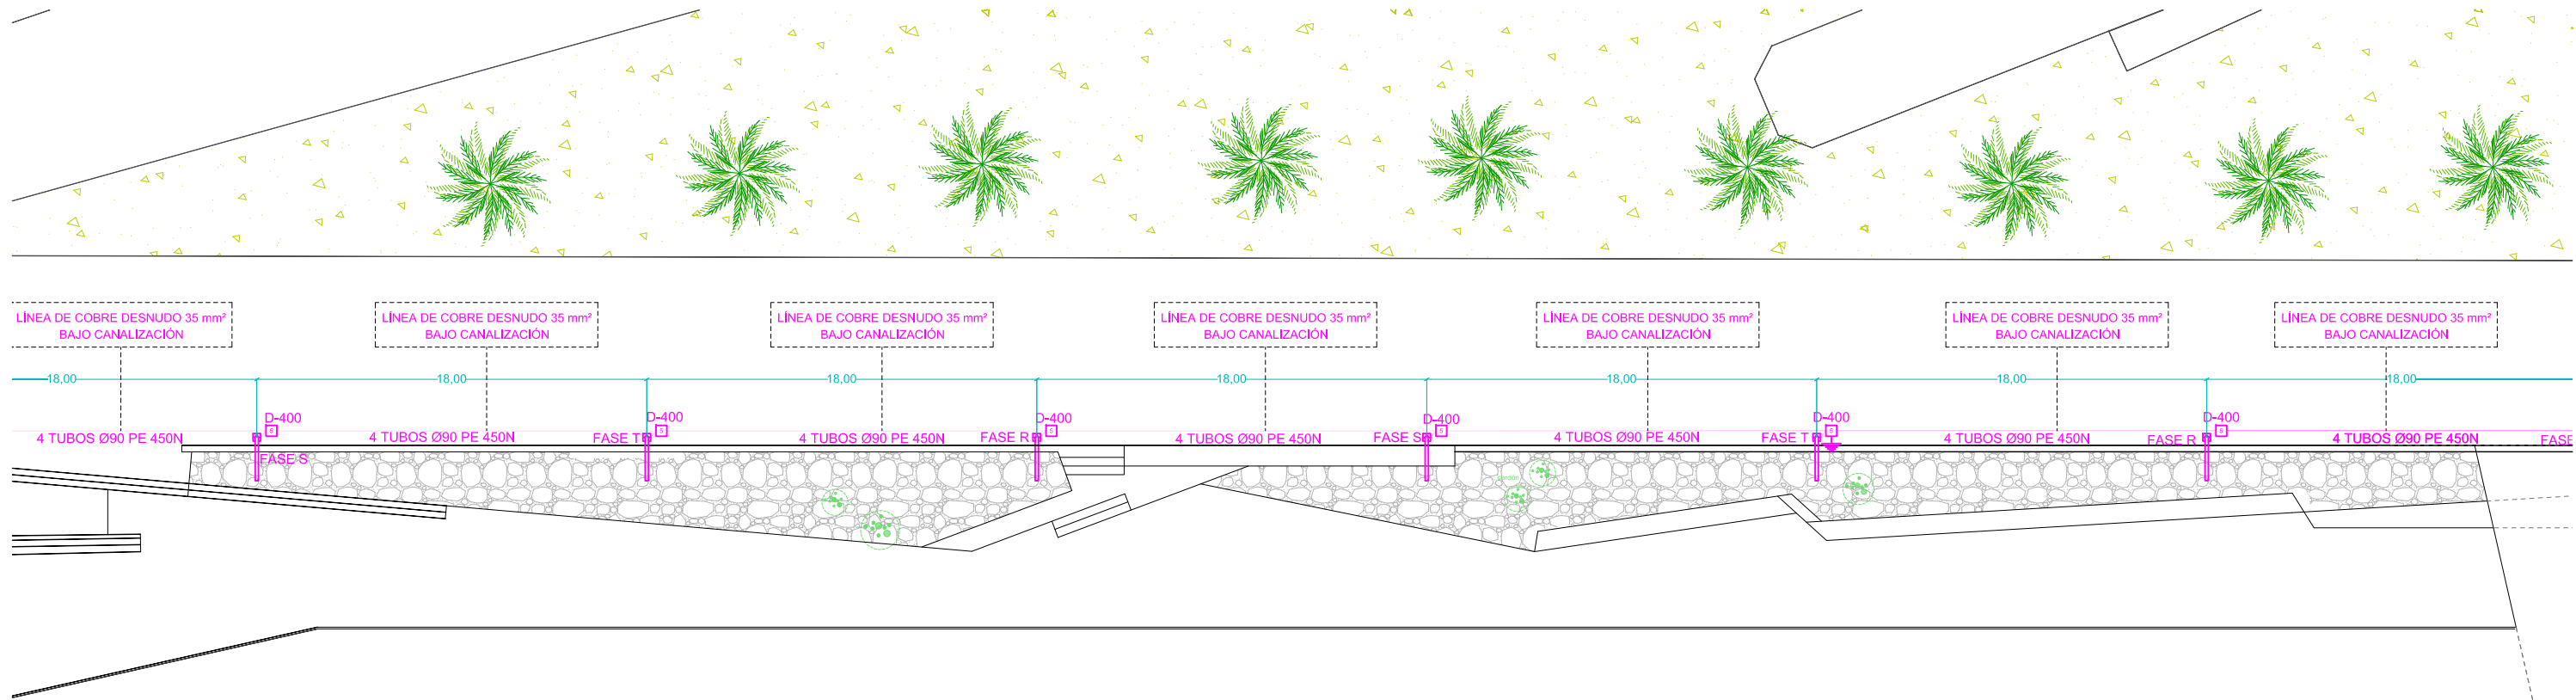 LÍNEA DE COBRE DESNUDO 35 mm²
BAJO CANALIZACIÓN
LÍNEA DE COBRE DESNUDO 35 mm²
BAJO CANALIZACIÓN
LÍNEA DE COBRE DESNUDO 35 mm²
BAJO CANALIZACIÓN
LÍNEA DE COBRE DESNUDO 35 mm²
BAJO CANALIZACIÓN
LÍNEA DE COBRE DESNUDO 35 mm²
BAJO CANALIZACIÓN
LÍNEA DE COBRE DESNUDO 35 mm²
BAJO CANALIZACIÓN
LÍNEA DE COBRE DESNUDO 35 mm²
BAJO CANALIZACIÓN
18,00 18,00 18,00 18,00 18,00 18,00 18,00
D-400 D-400 D-400 D-400 D-400 D-400
4 TUBOS Ø90 PE 450N
4 TUBOS Ø90 PE 450N
FASE T
4 TUBOS Ø90 PE 450N
FASE R
4 TUBOS Ø90 PE 450N
FASE S
4 TUBOS Ø90 PE 450N
FASE T
4 TUBOS Ø90 PE 450N
FASE R
4 TUBOS Ø90 PE 450N
FASE
FASE S